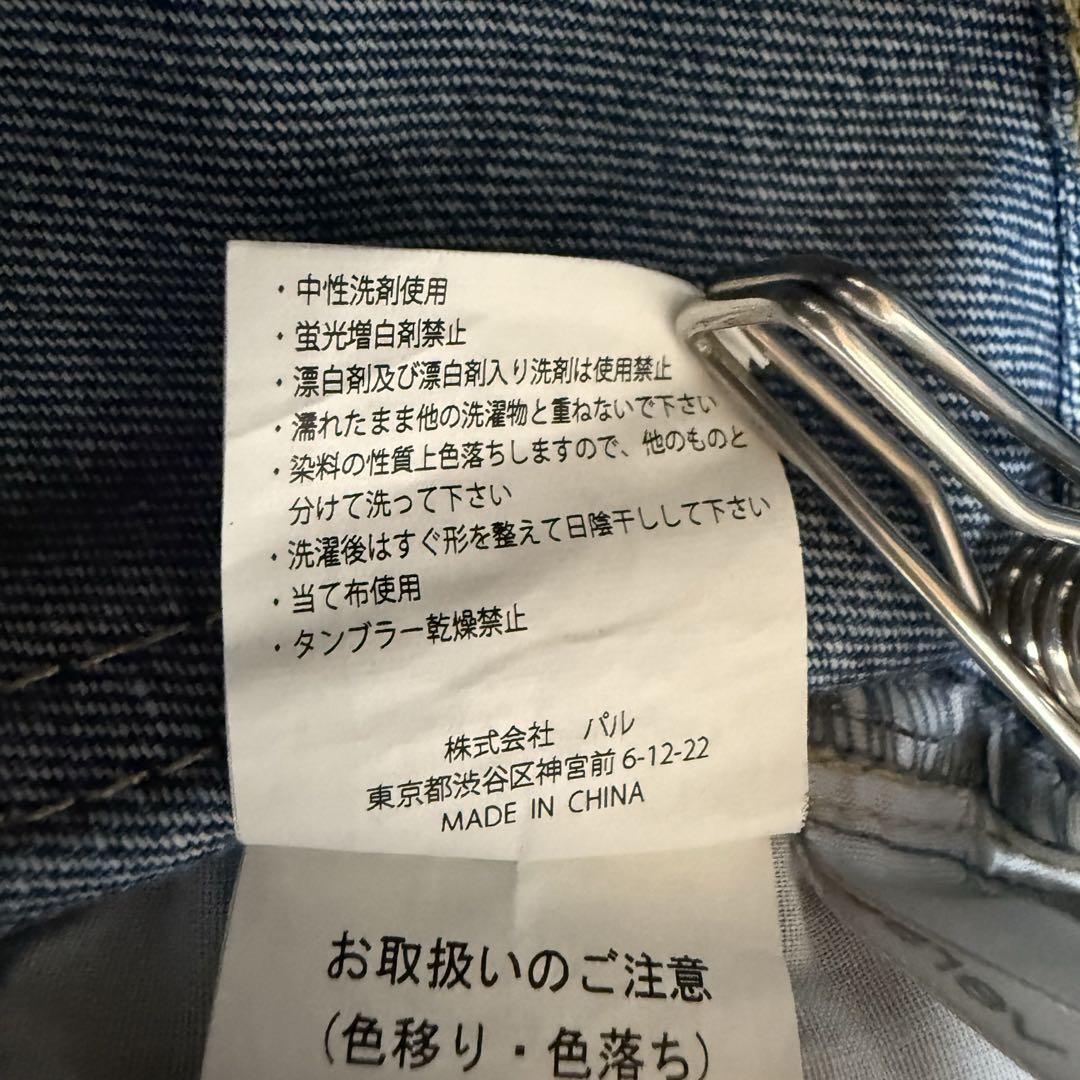 ・中性洗剤使用
・蛍光増白剤禁止
・漂白剤及び漂白剤入り洗剤は使用禁止
・濡れたまま他の洗濯物と重ねないで下さい
・染料の性質上色落ちしますので、他のものと
分けて洗って下さい
・洗濯後はすぐ形を整えて日陰干しして下さい
・当て布使用
・タンブラー乾燥禁止
株式会社　パル
東京都渋谷区神宮前 6-12-22
MADE IN CHINA
お取扱いのご注意
(色移り・色落ち)